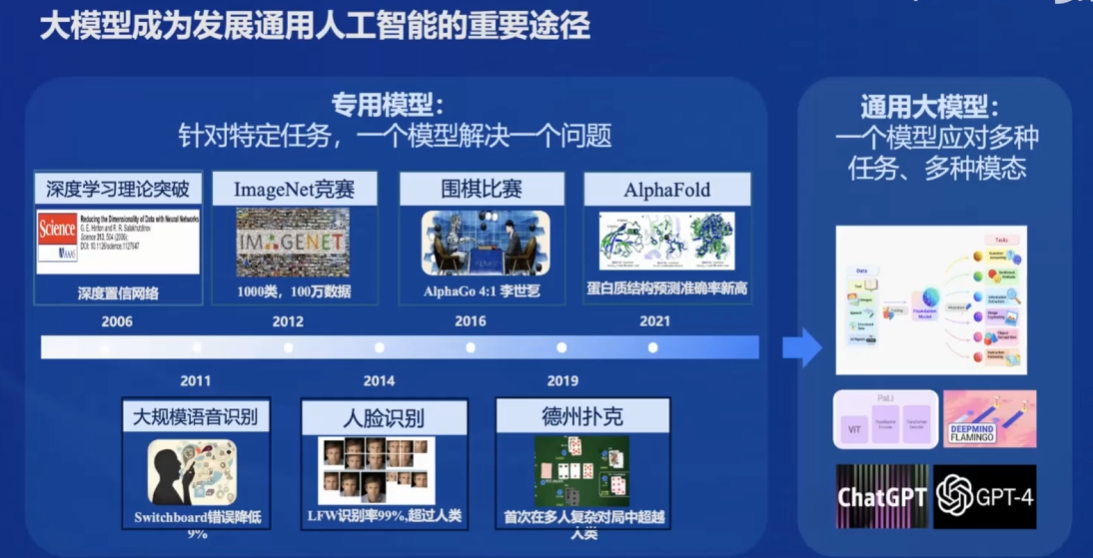 大模型成为发展通用人工智能的重要途径
专用模型：
针对特定任务，一个模型解决一个问题
深度学习理论突破
Science
Reducing the Dimensionality of Data with Neural Networks
G. E. Hinton and R. R. Salakhutdinov
Science 313, 504 (2006);
DOI: 10.1126/science.1127647
深度置信网络
2006
ImageNet竞赛
IMAGENET
1000类，100万数据
2012
围棋比赛
AlphaGo 4:1 李世乭
2016
AlphaFold
蛋白质结构预测准确率新高
2021
2011
大规模语音识别
Switchboard错误降低
9%
2014
人脸识别
LFW识别率99%,超过人类
2019
德州扑克
首次在多人复杂对局中超越
人类
通用大模型：
一个模型应对多种
任务、多种模态
Data
Tasks
Foundation
Model
PaLI
ViT
DEEPMIND
FLAMINGO
ChatGPT
GPT-4